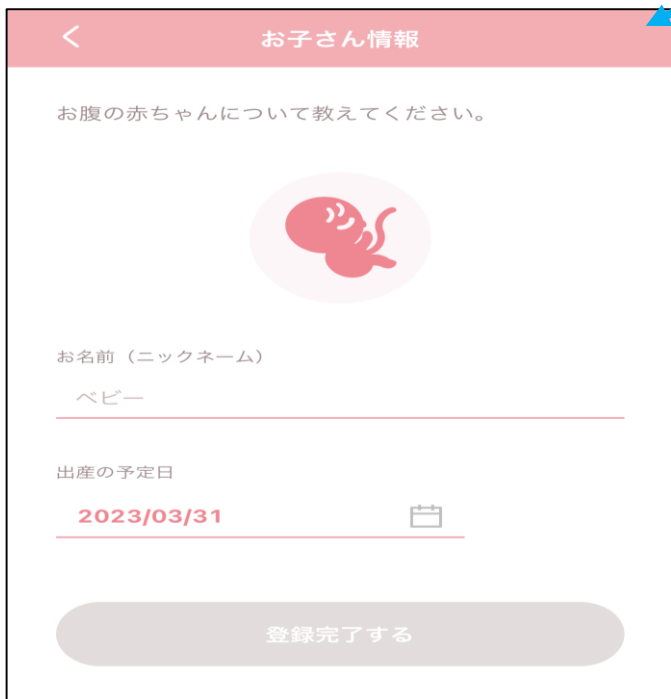 お子さん情報
お腹の赤ちゃんについて教えてください。
お名前（ニックネーム）
ベビー
出産の予定日
2023/03/31
登録完了する